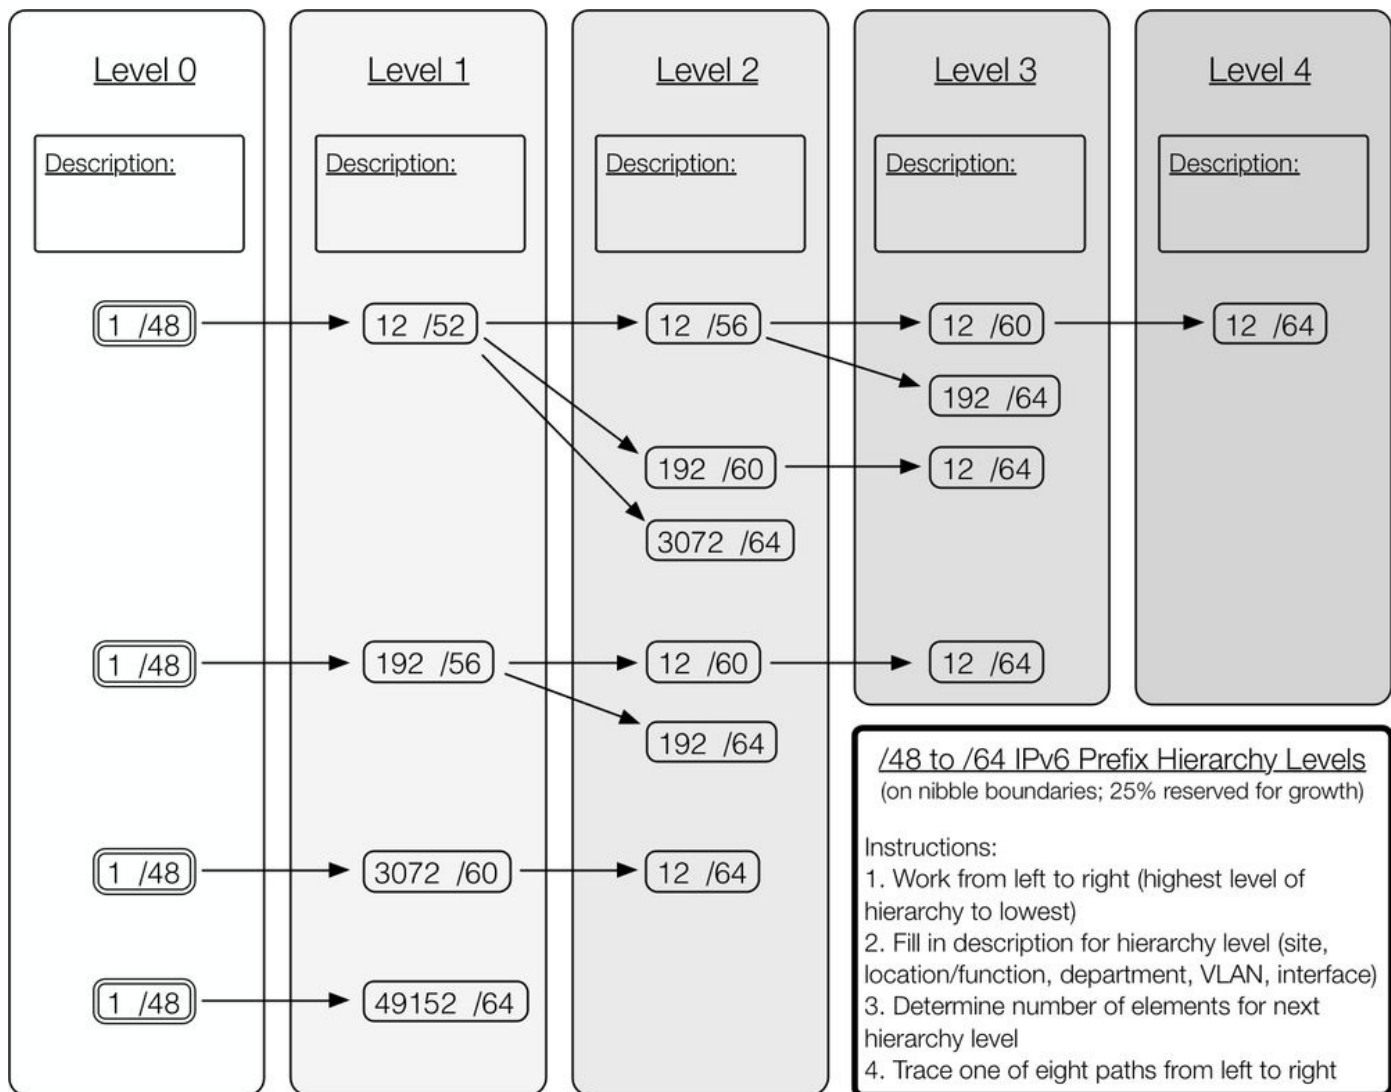 Level 0
Level 1
Level 2
Level 3
Level 4
Description:
Description:
Description:
Description:
Description:
1 /48
12 /52
12 /56
12 /60
12 /64
192 /64
192 /60
12 /64
3072 /64
1 /48
192 /56
12 /60
12 /64
192 /64
1 /48
3072 /60
12 /64
1 /48
49152 /64
/48 to /64 IPv6 Prefix Hierarchy Levels
(on nibble boundaries; 25% reserved for growth)
Instructions:
1. Work from left to right (highest level of
hierarchy to lowest)
2. Fill in description for hierarchy level (site,
location/function, department, VLAN, interface)
3. Determine number of elements for next
hierarchy level
4. Trace one of eight paths from left to right